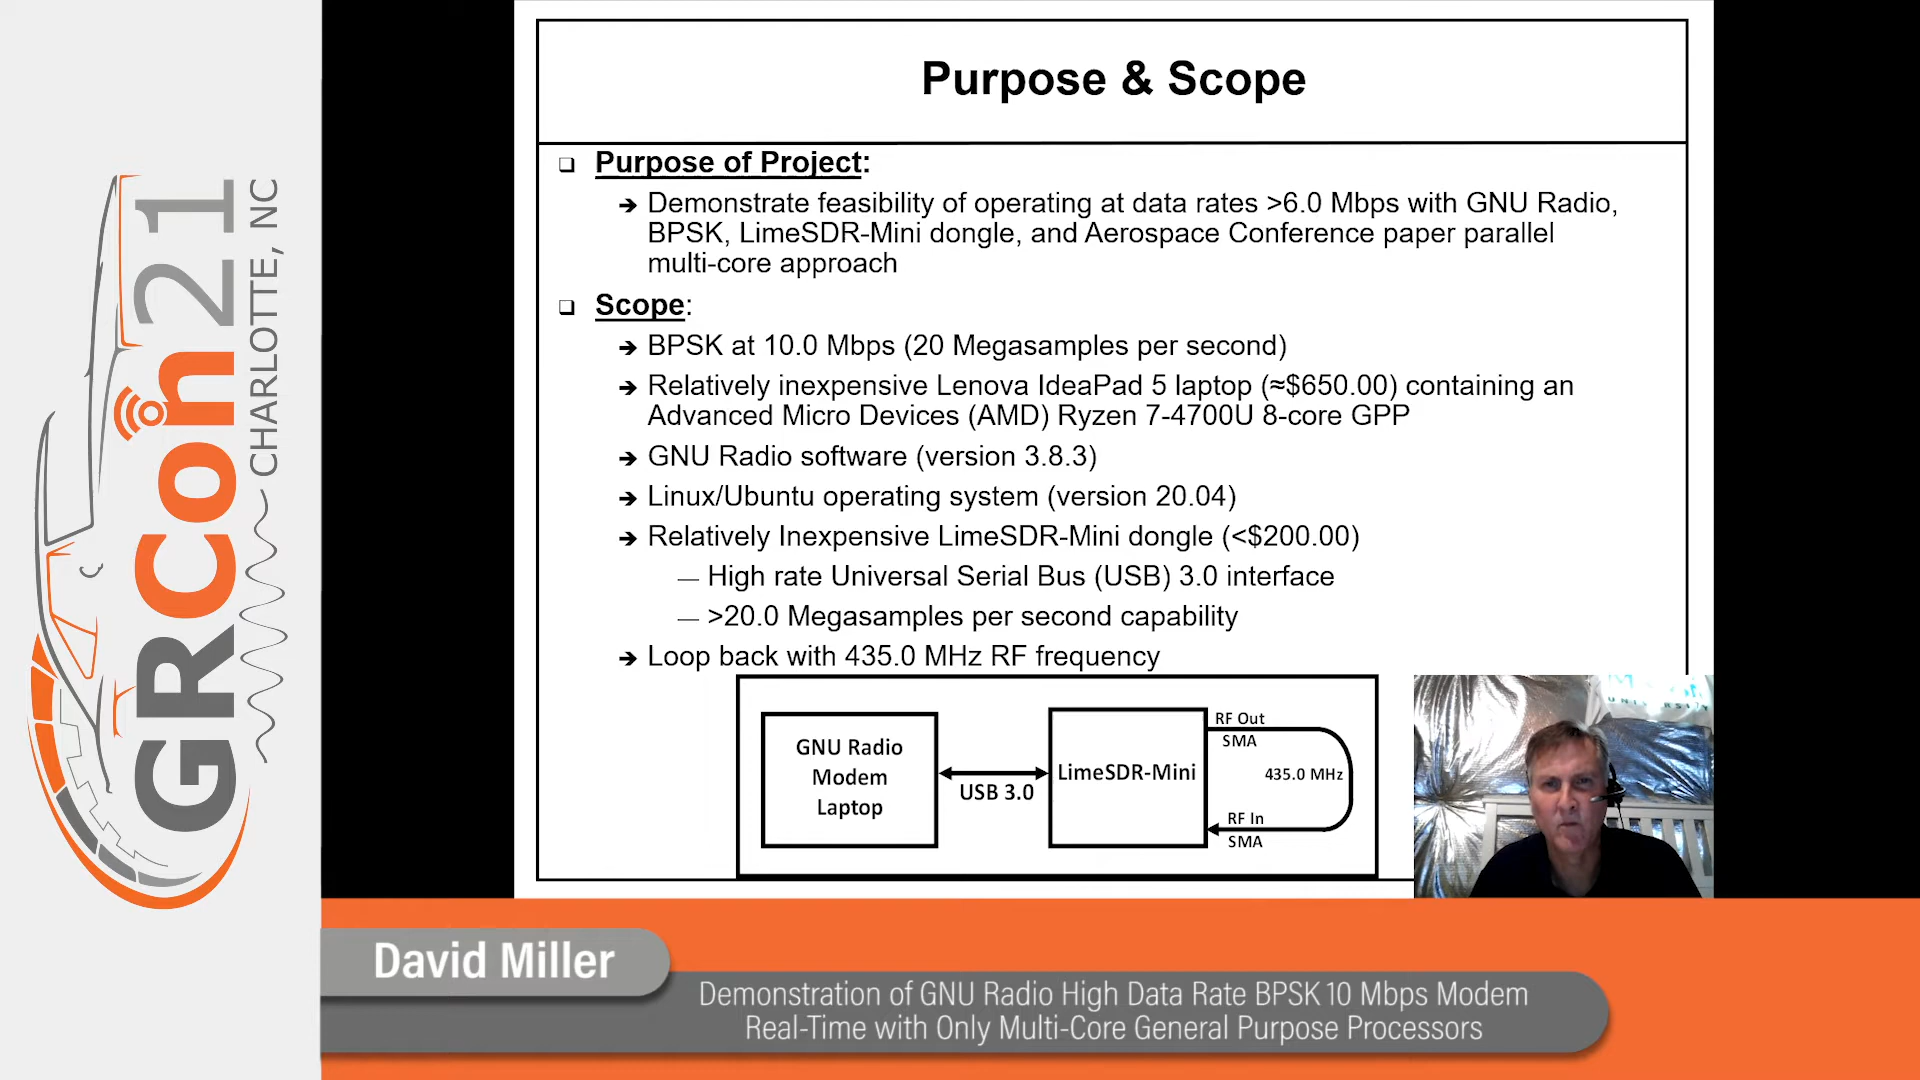 GRCon21
CHARLOTTE, NC
Purpose & Scope
Purpose of Project:
Demonstrate feasibility of operating at data rates >6.0 Mbps with GNU Radio,
BPSK, LimeSDR-Mini dongle, and Aerospace Conference paper parallel
multi-core approach
Scope:
BPSK at 10.0 Mbps (20 Megasamples per second)
Relatively inexpensive Lenova IdeaPad 5 laptop (≈$650.00) containing an
Advanced Micro Devices (AMD) Ryzen 7-4700U 8-core GPP
GNU Radio software (version 3.8.3)
Linux/Ubuntu operating system (version 20.04)
Relatively Inexpensive LimeSDR-Mini dongle (<$200.00)
— High rate Universal Serial Bus (USB) 3.0 interface
— >20.0 Megasamples per second capability
Loop back with 435.0 MHz RF frequency
GNU Radio
Modem
Laptop
USB 3.0
LimeSDR-Mini
RF Out
SMA
435.0 MHz
RF In
SMA
David Miller
Demonstration of GNU Radio High Data Rate BPSK 10 Mbps Modem
Real-Time with Only Multi-Core General Purpose Processors